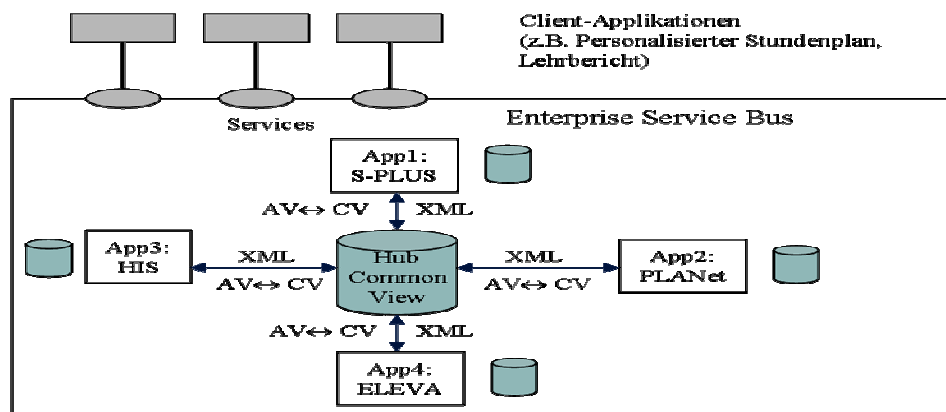 Client-Applikationen
(z.B. Personalisierter Stundenplan,
Lehrbericht)
Services
Enterprise Service Bus
App1:
S-PLUS
AV↔ CV XML
App3:
HIS
XML
AV↔ CV
Hub
Common
View
XML
AV↔ CV
App2:
PLANet
AV↔ CV XML
App4:
ELEVA